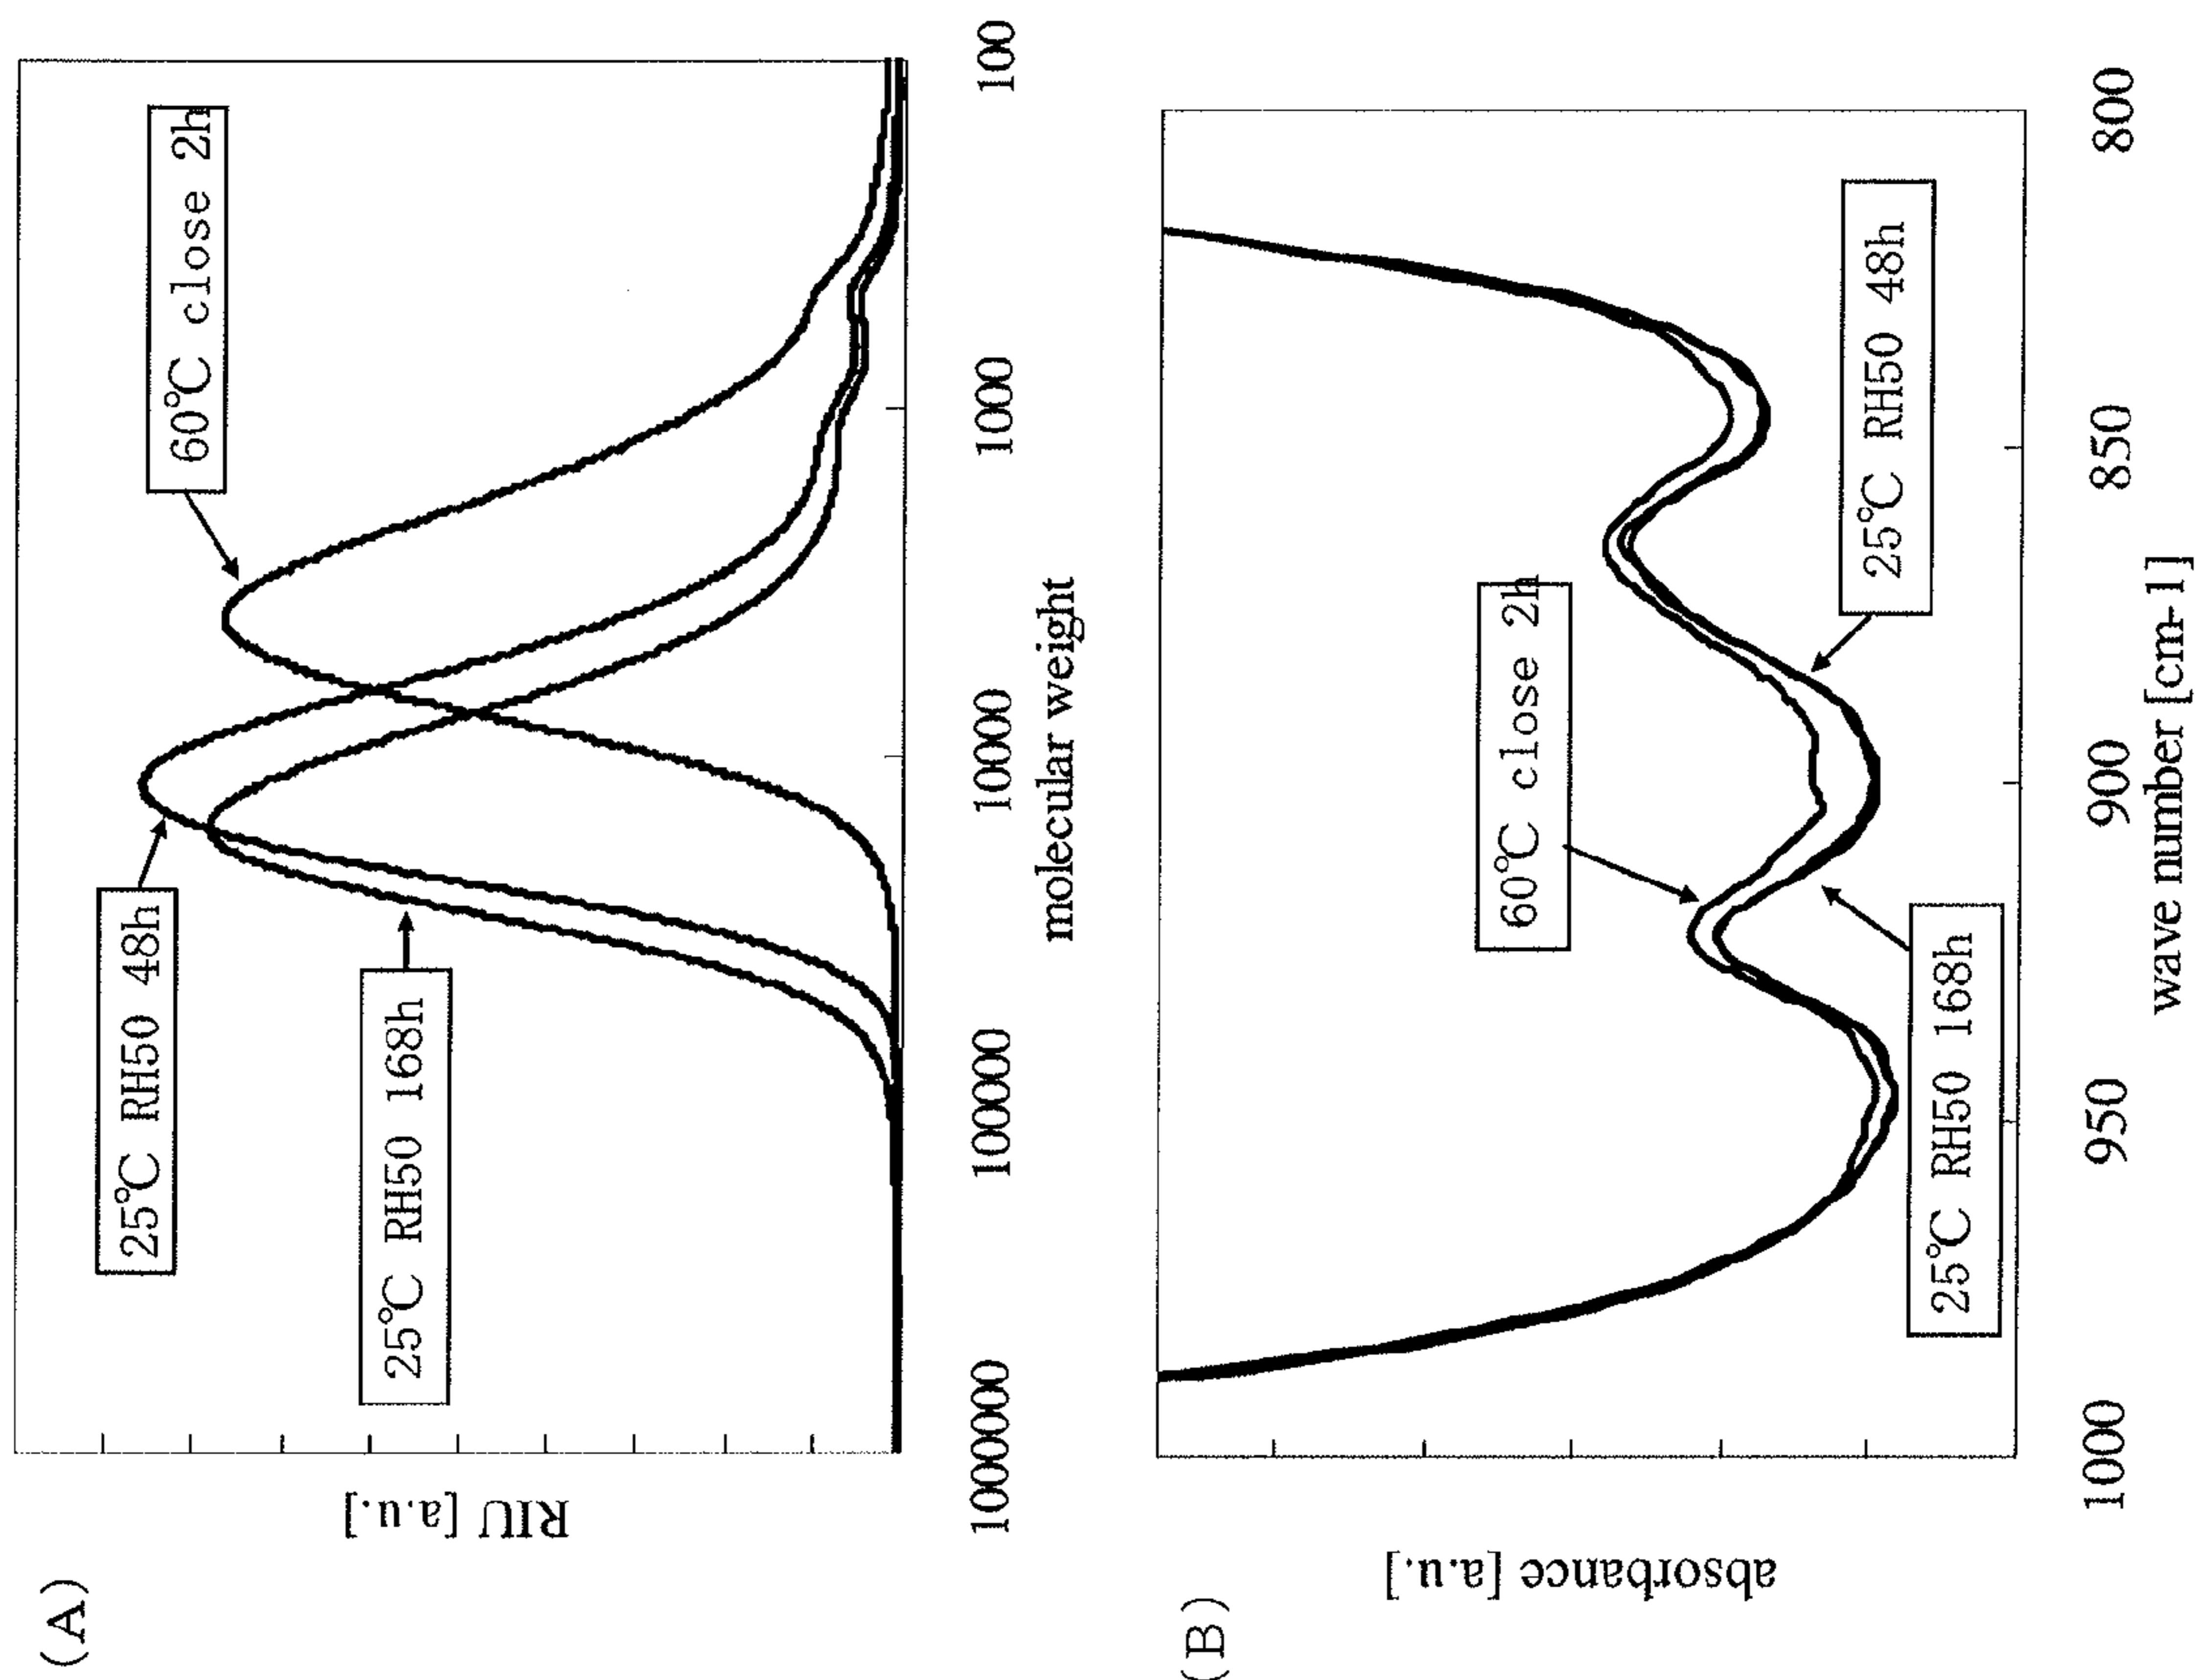 (A)
RIU [a.u.]
25℃ RH50 48h
60℃ close 2h
25℃ RH50 168h
1000000
100000
10000
1000
100
molecular weight
(B)
absorbance [a.u.]
60℃ close 2h
25℃ RH50 48h
25℃ RH50 168h
1000
950
900
850
800
wave number [cm-1]